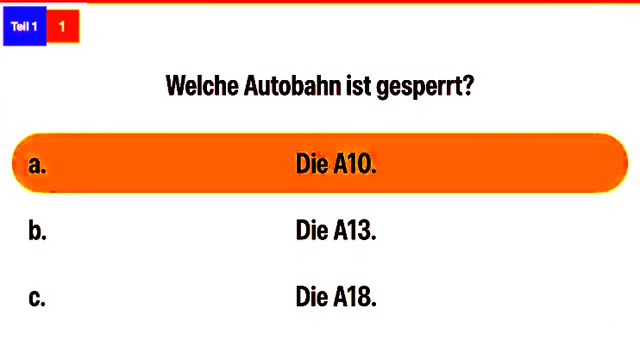 Teil 1 1
Welche Autobahn ist gesperrt?
a. Die A10.
b. Die A13.
c. Die A18.